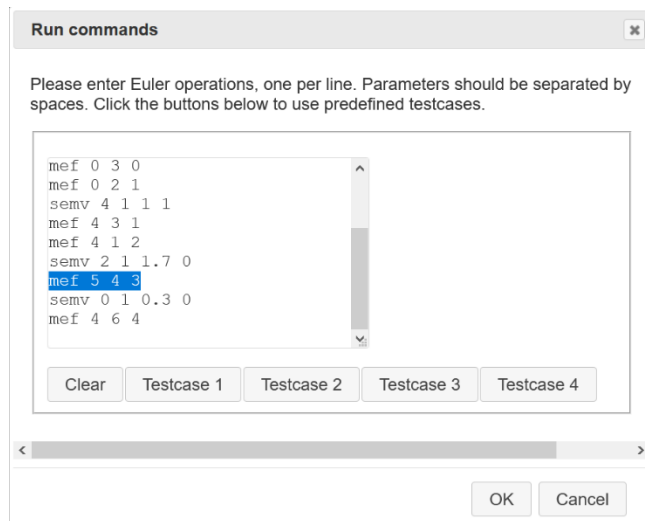 Run commands
Please enter Euler operations, one per line. Parameters should be separated by
spaces. Click the buttons below to use predefined testcases.
mef 0 3 0
mef 0 2 1
semv 4 1 1 1
mef 4 3 1
mef 4 1 2
semv 2 1 1.7 0
mef 5 4 3
semv 0 1 0.3 0
mef 4 6 4
Clear Testcase 1 Testcase 2 Testcase 3 Testcase 4
OK Cancel